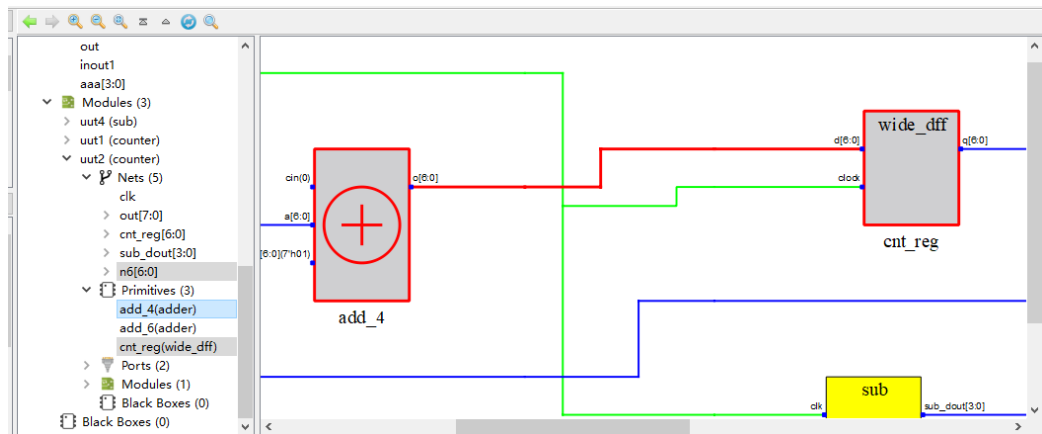 out
inout1
aaa[3:0]
Modules (3)
uut4 (sub)
uut1 (counter)
uut2 (counter)
Nets (5)
clk
out[7:0]
cnt_reg[6:0]
sub_dout[3:0]
n6[6:0]
Primitives (3)
add_4(adder)
add_6(adder)
cnt_reg(wide_dff)
Ports (2)
Modules (1)
Black Boxes (0)
Black Boxes (0)
cin(0)
a[6:0]
[6:0](7'h01)
o[6:0]
add_4
wide_dff
d[6:0]
q[6:0]
clock
cnt_reg
sub
clk
sub_dout[3:0]